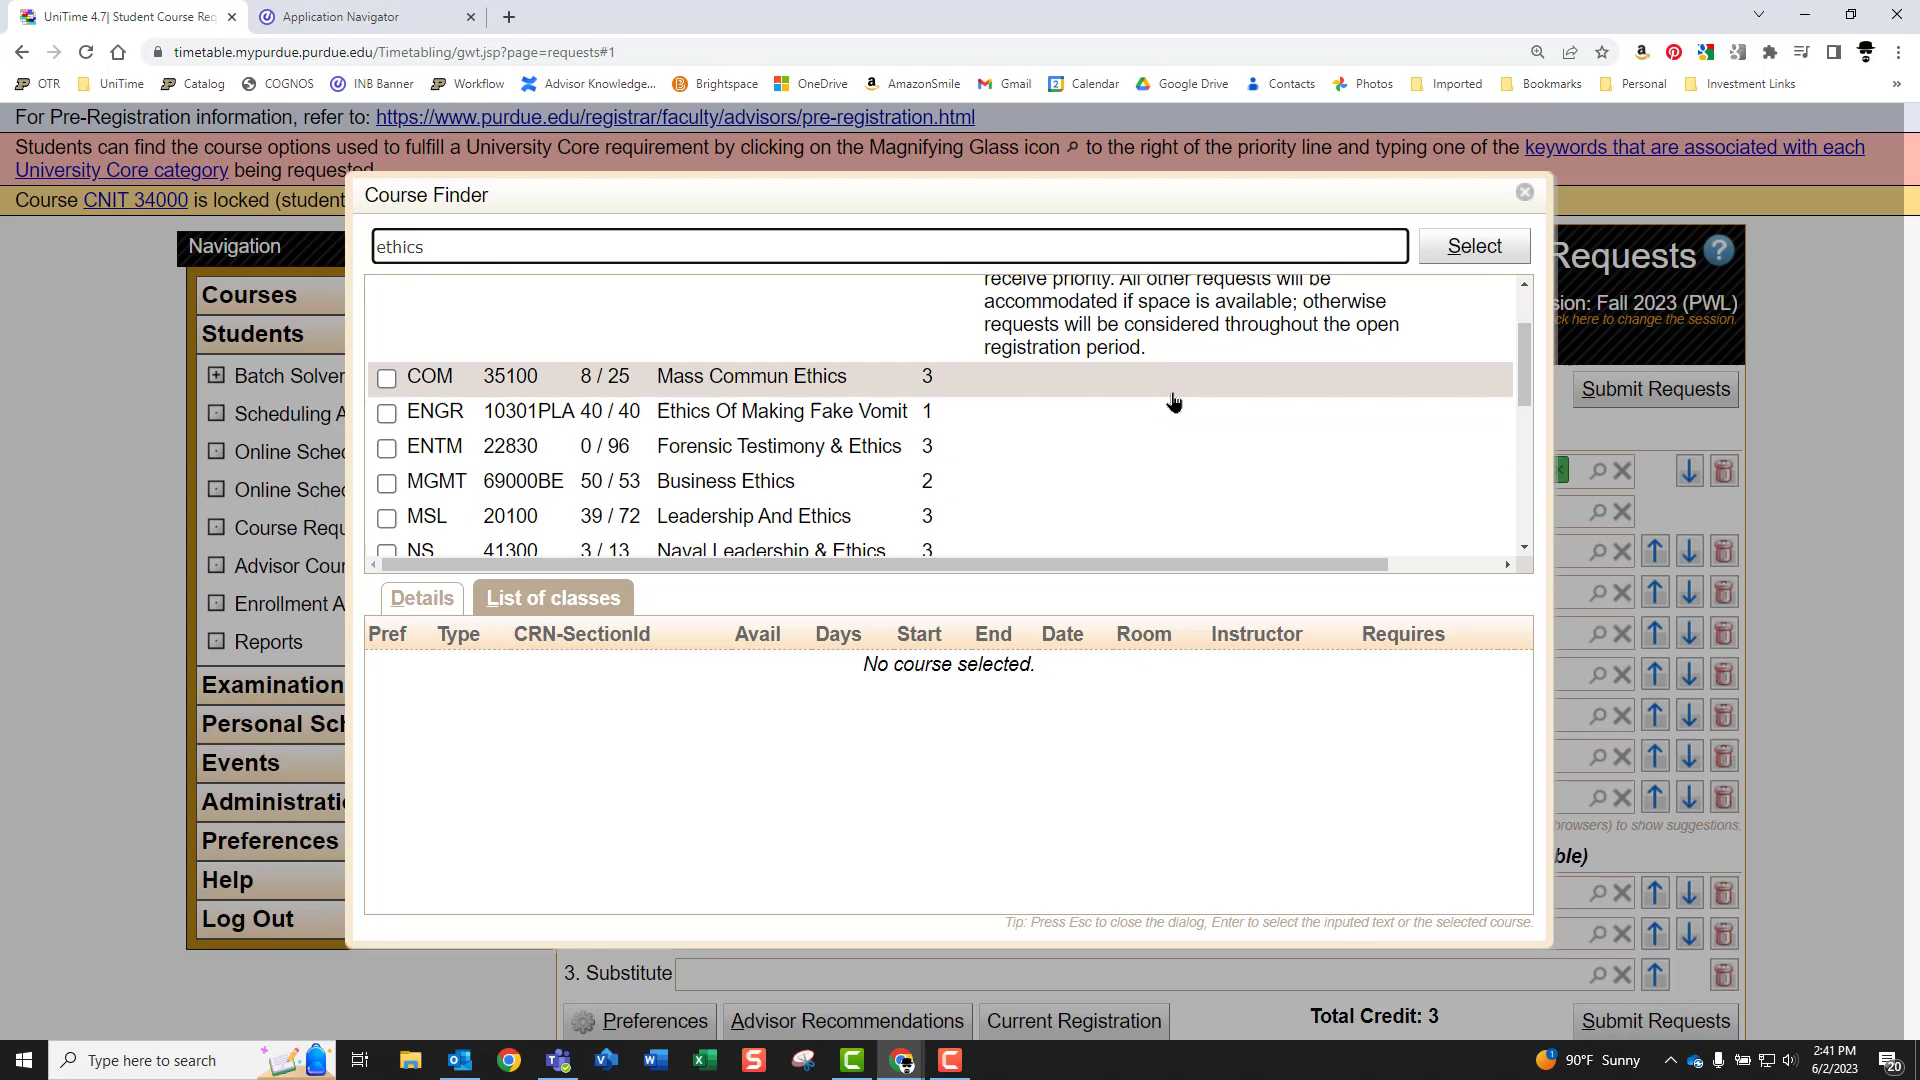 UniTime 4.7| Student Course Req
Application Navigator
timetable.mypurdue.purdue.edu/Timetabling/gwt.jsp?page=requests#1
OTR
UniTime
Catalog
COGNOS
INB Banner
Workflow
Advisor Knowledge...
Brightspace
OneDrive
AmazonSmile
Gmail
Calendar
Google Drive
Contacts
Photos
Imported
Bookmarks
Personal
Investment Links
»
For Pre-Registration information, refer to: https://www.purdue.edu/registrar/faculty/advisors/pre-registration.html
Students can find the course options used to fulfill a University Core requirement by clicking on the Magnifying Glass icon to the right of the priority line and typing one of the keywords that are associated with each
University Core category being requested.
Course CNIT 34000 is locked (student
Navigation
Courses
Students
Batch Solver
Scheduling A
Online Sched
Online Sched
Course Requ
Advisor Cour
Enrollment A
Reports
Examination
Personal Sch
Events
Administrati
Preferences
Help
Log Out
Course Finder
ethics
Select
receive priority. All other requests will be
accommodated if space is available; otherwise
requests will be considered throughout the open
registration period.
COM 35100 8 / 25 Mass Commun Ethics 3
ENGR 10301PLA 40 / 40 Ethics Of Making Fake Vomit 1
ENTM 22830 0 / 96 Forensic Testimony & Ethics 3
MGMT 69000BE 50 / 53 Business Ethics 2
MSL 20100 39 / 72 Leadership And Ethics 3
NS 41300 3 / 13 Naval Leadership & Ethics 3
Details
List of classes
Pref Type CRN-SectionId Avail Days Start End Date Room Instructor Requires
No course selected.
Tip: Press Esc to close the dialog, Enter to select the inputed text or the selected course.
Requests
?
sion: Fall 2023 (PWL)
ck here to change the session.
Submit Requests
browsers) to show suggestions.
ble)
3. Substitute
Preferences
Advisor Recommendations
Current Registration
Total Credit: 3
Submit Requests
Type here to search
90°F Sunny
2:41 PM
6/2/2023
20